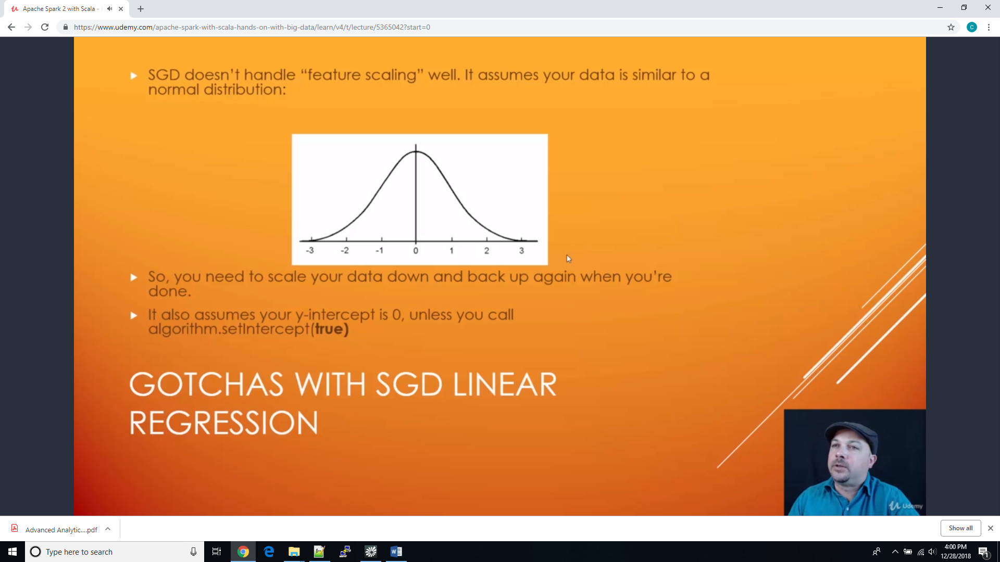 Apache Spark 2 with Scala -
https://www.udemy.com/apache-spark-with-scala-hands-on-with-big-data/learn/v4/t/lecture/5365042?start=0
C
SGD doesn’t handle “feature scaling” well. It assumes your data is similar to a
normal distribution:
-3 -2 -1 0 1 2 3
So, you need to scale your data down and back up again when you’re
done.
It also assumes your y-intercept is 0, unless you call
algorithm.setIntercept(true)
GOTCHAS WITH SGD LINEAR
REGRESSION
Udemy
Advanced Analytic....pdf
Show all
Type here to search
4:00 PM
12/28/2018
1